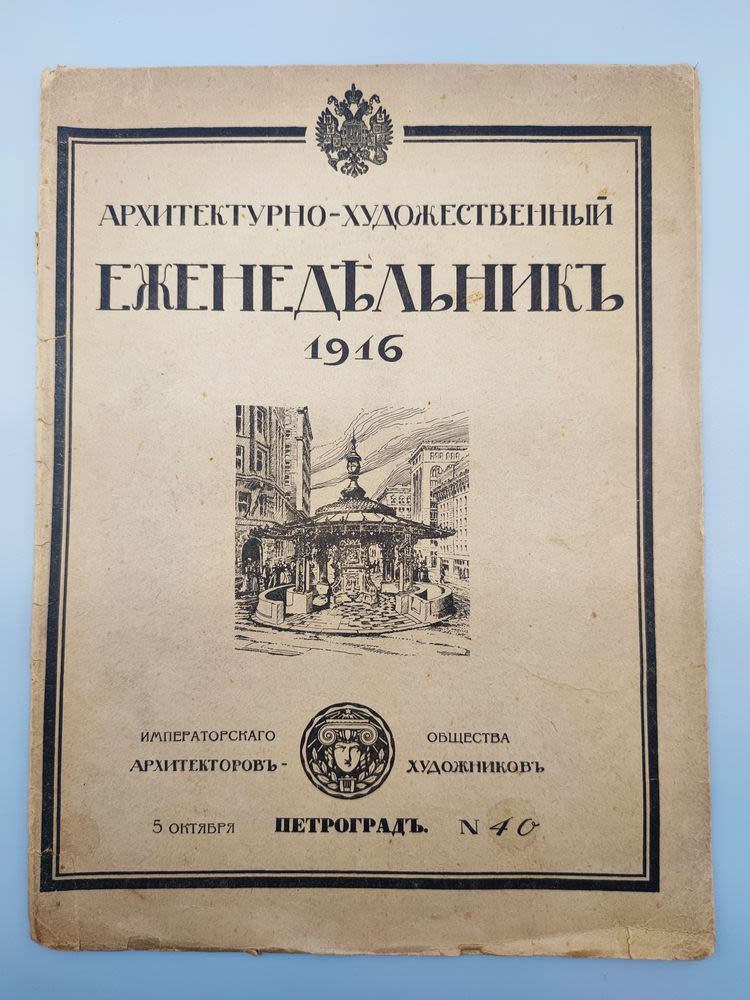 АРХИТЕКТУРНО-ХУДОЖЕСТВЕННЫЙ
ЕЖЕНЕДѢЛЬНИКЪ
1916
ИМПЕРАТОРСКАГО ОБЩЕСТВА
АРХИТЕКТОРОВЪ- ХУДОЖНИКОВЪ
5 ОКТЯБРЯ ПЕТРОГРАДЪ. N 40